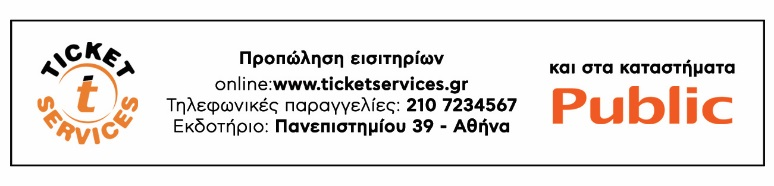 TICKET
t
SERVICES
Προπώληση εισιτηρίων
online:www.ticketservices.gr
Τηλεφωνικές παραγγελίες: 210 7234567
Εκδοτήριο: Πανεπιστημίου 39 - Αθήνα
και στα καταστήματα
Public